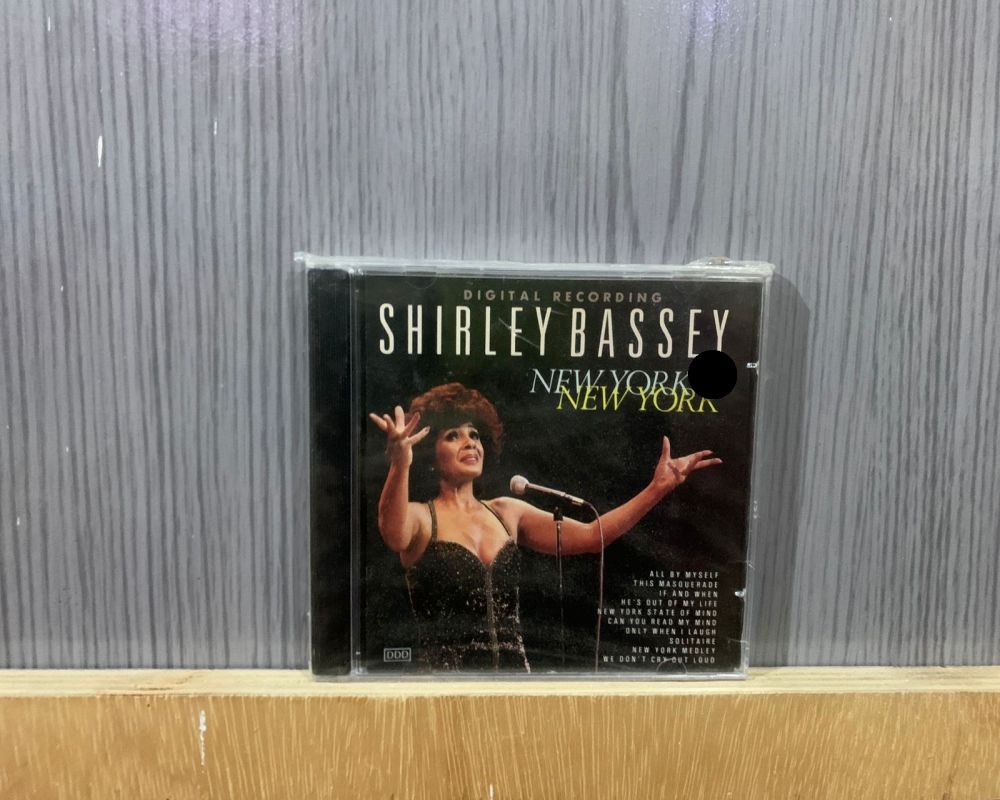 DIGITAL RECORDING
SHIRLEY BASSEY
NEW YORK
NEW YORK
ALL BY MYSELF
THIS MASQUERADE
IF AND WHEN
HE'S OUT OF MY LIFE
NEW YORK STATE OF MIND
CAN YOU READ MY MIND
ONLY WHEN I LAUGH
SOLITAIRE
NEW YORK MEDLEY
WE DON'T CRY OUT LOUD
DDD